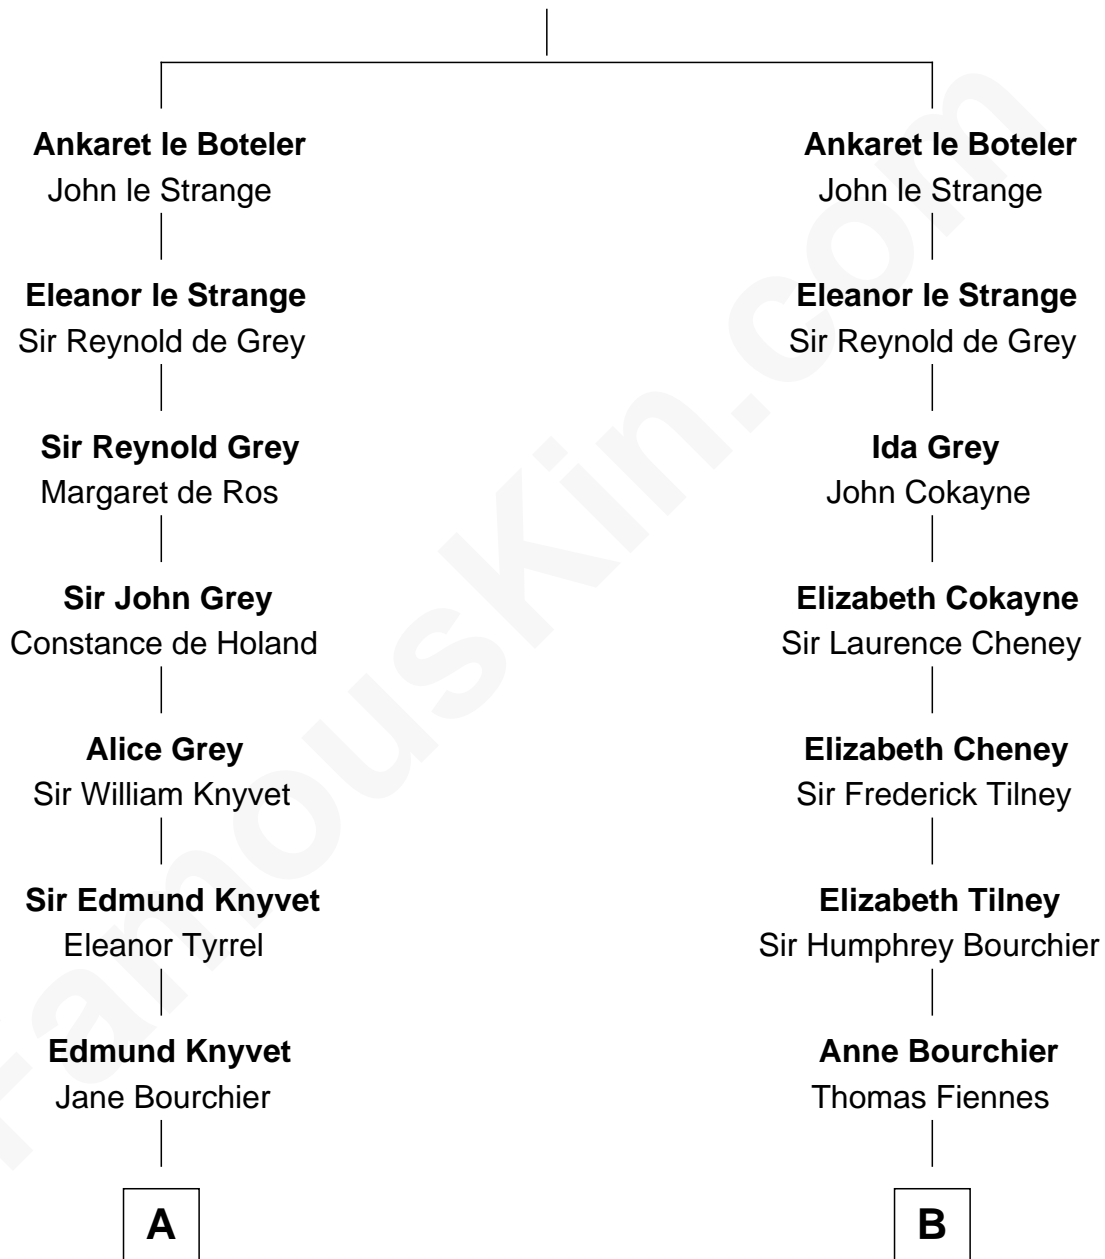 Ankaret le Boteler
John le Strange
Eleanor le Strange
Sir Reynold de Grey
Sir Reynold Grey
Margaret de Ros
Sir John Grey
Constance de Holand
Alice Grey
Sir William Knyvet
Sir Edmund Knyvet
Eleanor Tyrrel
Edmund Knyvet
Jane Bourchier
A
Ankaret le Boteler
John le Strange
Eleanor le Strange
Sir Reynold de Grey
Ida Grey
John Cokayne
Elizabeth Cokayne
Sir Laurence Cheney
Elizabeth Cheney
Sir Frederick Tilney
Elizabeth Tilney
Sir Humphrey Bourchier
Anne Bourchier
Thomas Fiennes
B
FamousKin.com